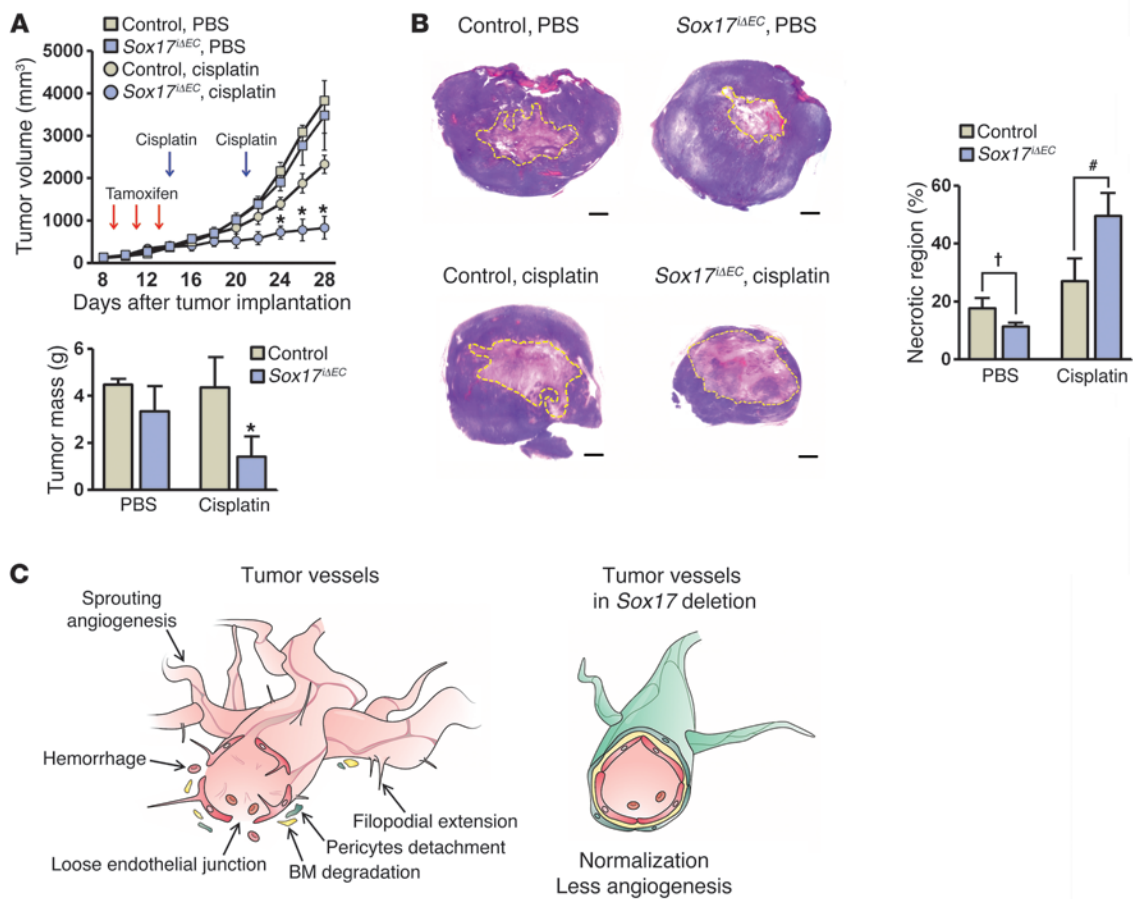 A
Control, PBS
Sox17iΔEC, PBS
Control, cisplatin
Sox17iΔEC, cisplatin
Tumor volume (mm3)
5000
4000
3000
2000
1000
0
Cisplatin
Cisplatin
Tamoxifen
* * *
8 12 16 20 24 28
Days after tumor implantation
Tumor mass (g)
6
4
2
0
Control
Sox17iΔEC
*
PBS
Cisplatin
B
Control, PBS
Sox17iΔEC, PBS
Control, cisplatin
Sox17iΔEC, cisplatin
Control
Sox17iΔEC
Necrotic region (%)
60
40
20
0
†
#
PBS
Cisplatin
C
Tumor vessels
Sprouting
angiogenesis
Hemorrhage
Loose endothelial junction
BM degradation
Pericytes detachment
Filopodial extension
Tumor vessels
in Sox17 deletion
Normalization
Less angiogenesis